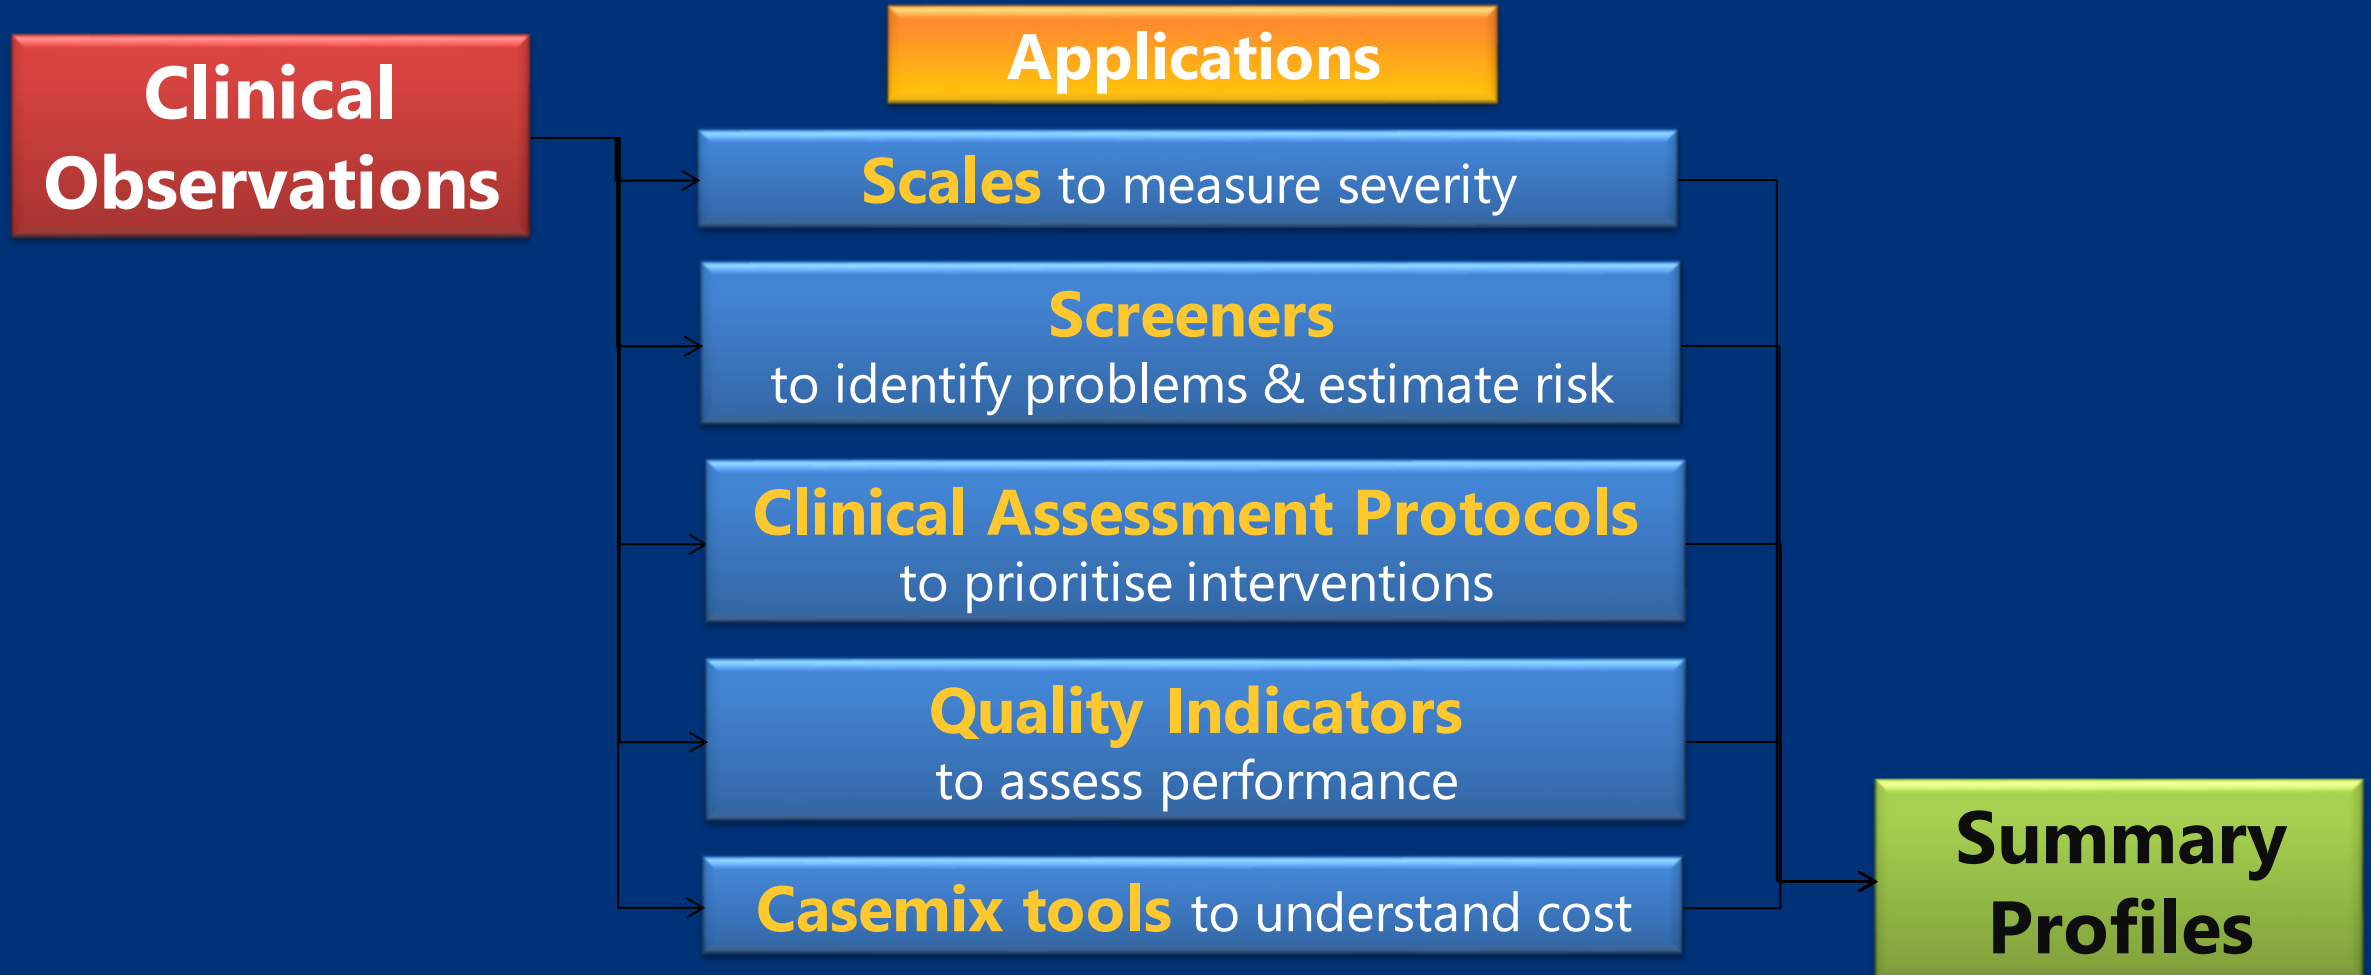 Clinical
Observations
Applications
Scales to measure severity
Screeners
to identify problems & estimate risk
Clinical Assessment Protocols
to prioritise interventions
Quality Indicators
to assess performance
Casemix tools to understand cost
Summary
Profiles